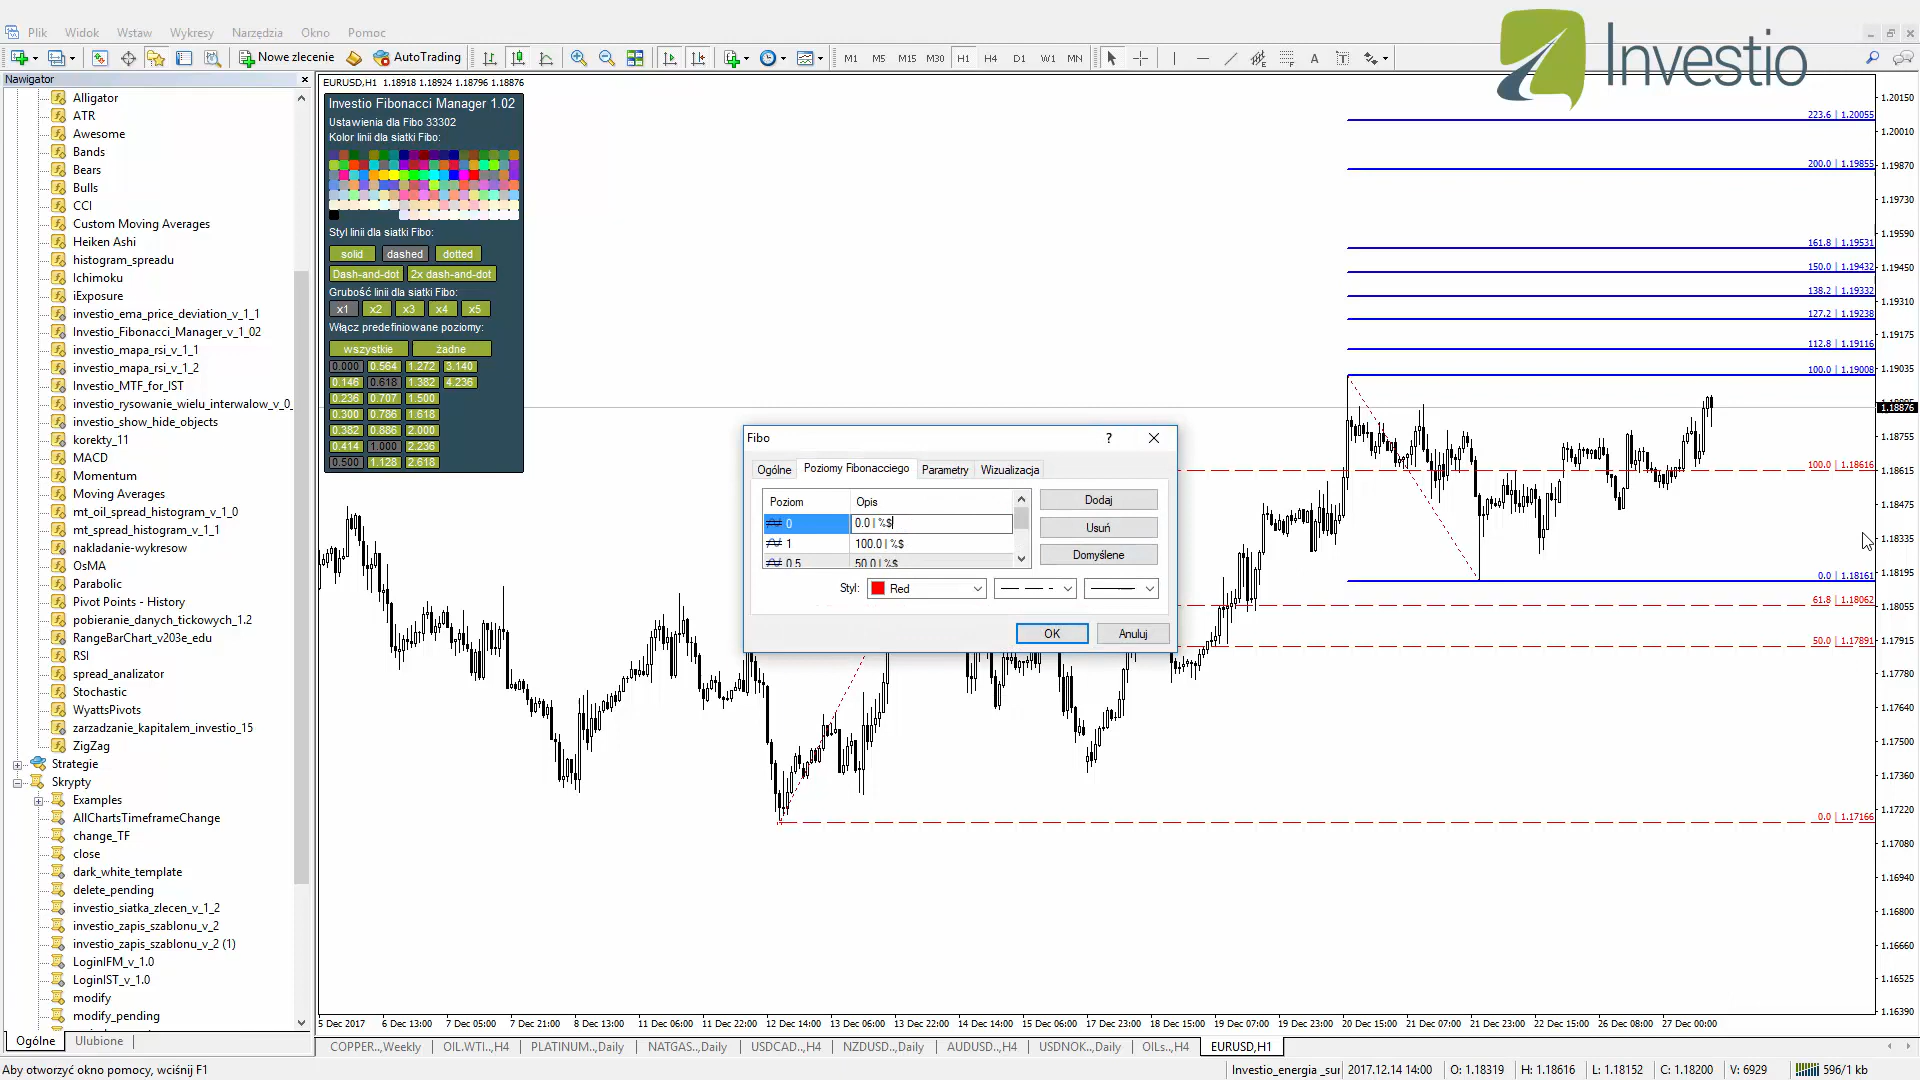 Plik Widok Wstaw Wykresy Narzędzia Okno Pomoc
Investio
Nowe zlecenie AutoTrading M1 M5 M15 M30 H1 H4 D1 W1 MN A T
Nawigator
Alligator
ATR
Awesome
Bands
Bears
Bulls
CCI
Custom Moving Averages
Heiken Ashi
histogram_spreadu
Ichimoku
iExposure
investio_ema_price_deviation_v_1_1
Investio_Fibonacci_Manager_v_1_02
investio_mapa_rsi_v_1_1
investio_mapa_rsi_v_1_2
Investio_MTF_for_IST
investio_rysowanie_wielu_interwalow_v_0_
investio_show_hide_objects
korekty_11
MACD
Momentum
Moving Averages
mt_oil_spread_histogram_v_1_0
mt_spread_histogram_v_1_1
nakladanie-wykresow
OsMA
Parabolic
Pivot Points - History
pobieranie_danych_tickowych_1.2
RangeBarChart_v203e_edu
RSI
spread_analizator
Stochastic
WyattsPivots
zarzadzanie_kapitalem_investio_15
ZigZag
Strategie
Skrypty
Examples
AllChartsTimeframeChange
change_TF
close
dark_white_template
delete_pending
investio_siatka_zlecen_v_1_2
investio_zapis_szablonu_v_2
investio_zapis_szablonu_v_2 (1)
LoginIFM_v_1.0
LoginIST_v_1.0
modify
modify_pending
Ogólne Ulubione
EURUSD,H1 1.18918 1.18924 1.18796 1.18876
Investio Fibonacci Manager 1.02
Ustawienia dla Fibo 33302
Kolor linii dla siatki Fibo:
Styl linii dla siatki Fibo:
solid dashed dotted
Dash-and-dot 2x dash-and-dot
Grubość linii dla siatki Fibo:
x1 x2 x3 x4 x5
Włącz predefiniowane poziomy:
wszystkie żadne
0.000 0.564 1.272 3.140
0.146 0.618 1.382 4.236
0.236 0.707 1.500
0.300 0.786 1.618
0.382 0.886 2.000
0.414 1.000 2.236
0.500 1.128 2.618
Fibo ?
Ogólne Poziomy Fibonacciego Parametry Wizualizacja
Poziom Opis
0 0.0 | %$
1 100.0 | %$
0.5 50.0 | %$
Dodaj
Usuń
Domyślene
Styl: Red
OK Anuluj
223.6 | 1.20055
200.0 | 1.19855
161.8 | 1.19531
150.0 | 1.19432
138.2 | 1.19332
127.2 | 1.19238
112.8 | 1.19116
100.0 | 1.19008
100.0 | 1.18616
0.0 | 1.18161
61.8 | 1.18062
50.0 | 1.17891
0.0 | 1.17166
1.20150
1.20010
1.19870
1.19730
1.19590
1.19450
1.19310
1.19175
1.19035
1.18876
1.18755
1.18615
1.18475
1.18335
1.18195
1.18055
1.17915
1.17780
1.17640
1.17500
1.17360
1.17220
1.17080
1.16940
1.16800
1.16660
1.16525
1.16390
5 Dec 2017 6 Dec 13:00 7 Dec 05:00 7 Dec 21:00 8 Dec 13:00 11 Dec 06:00 11 Dec 22:00 12 Dec 14:00 13 Dec 06:00 13 Dec 22:00 14 Dec 14:00 15 Dec 06:00 17 Dec 23:00 18 Dec 15:00 19 Dec 07:00 19 Dec 23:00 20 Dec 15:00 21 Dec 07:00 21 Dec 23:00 22 Dec 15:00 26 Dec 08:00 27 Dec 00:00
COPPER..,Weekly OIL.WTI..,H4 PLATINUM..,Daily NATGAS..,Daily USDCAD..,H4 NZDUSD..,Daily AUDUSD..,H4 USDNOK..,Daily OILs..,H4 EURUSD,H1
Aby otworzyć okno pomocy, wciśnij F1 Investio_energia _sur 2017.12.14 14:00 O: 1.18319 H: 1.18616 L: 1.18152 C: 1.18200 V: 6929 596/1 kb